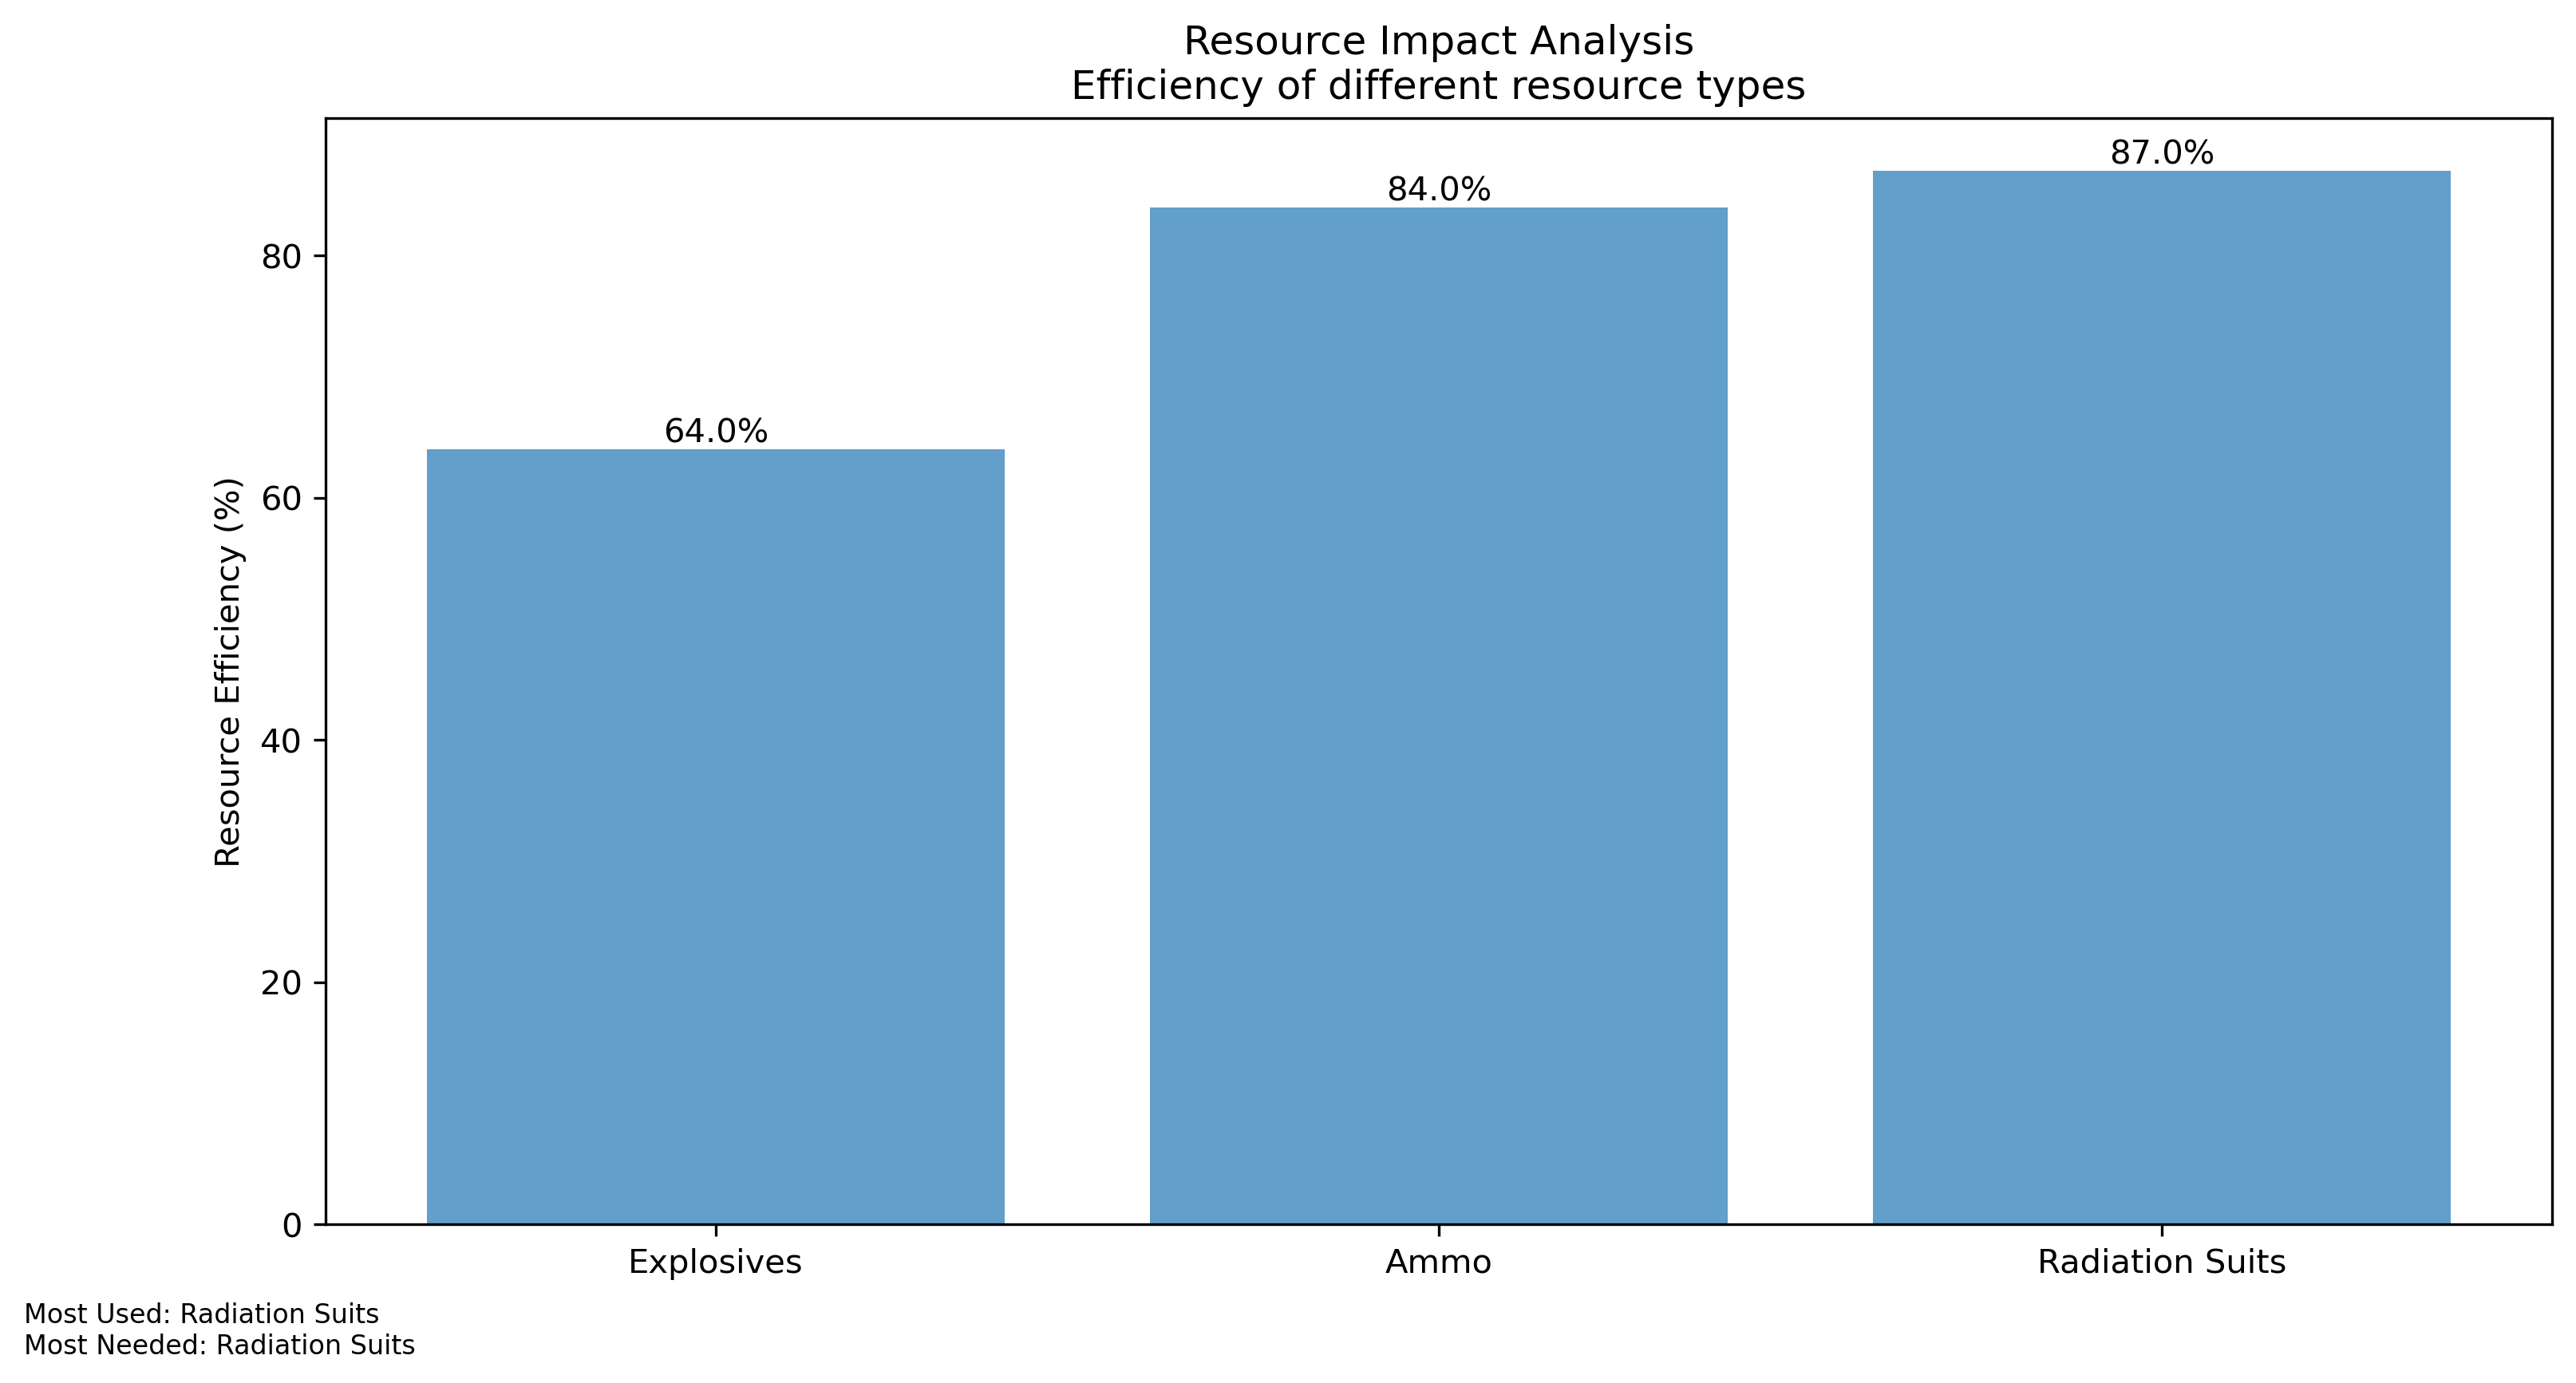 Resource Impact Analysis
Efficiency of different resource types
87.0%
84.0%
64.0%
Resource Efficiency (%)
80
60
40
20
0
Explosives
Ammo
Radiation Suits
Most Used: Radiation Suits
Most Needed: Radiation Suits